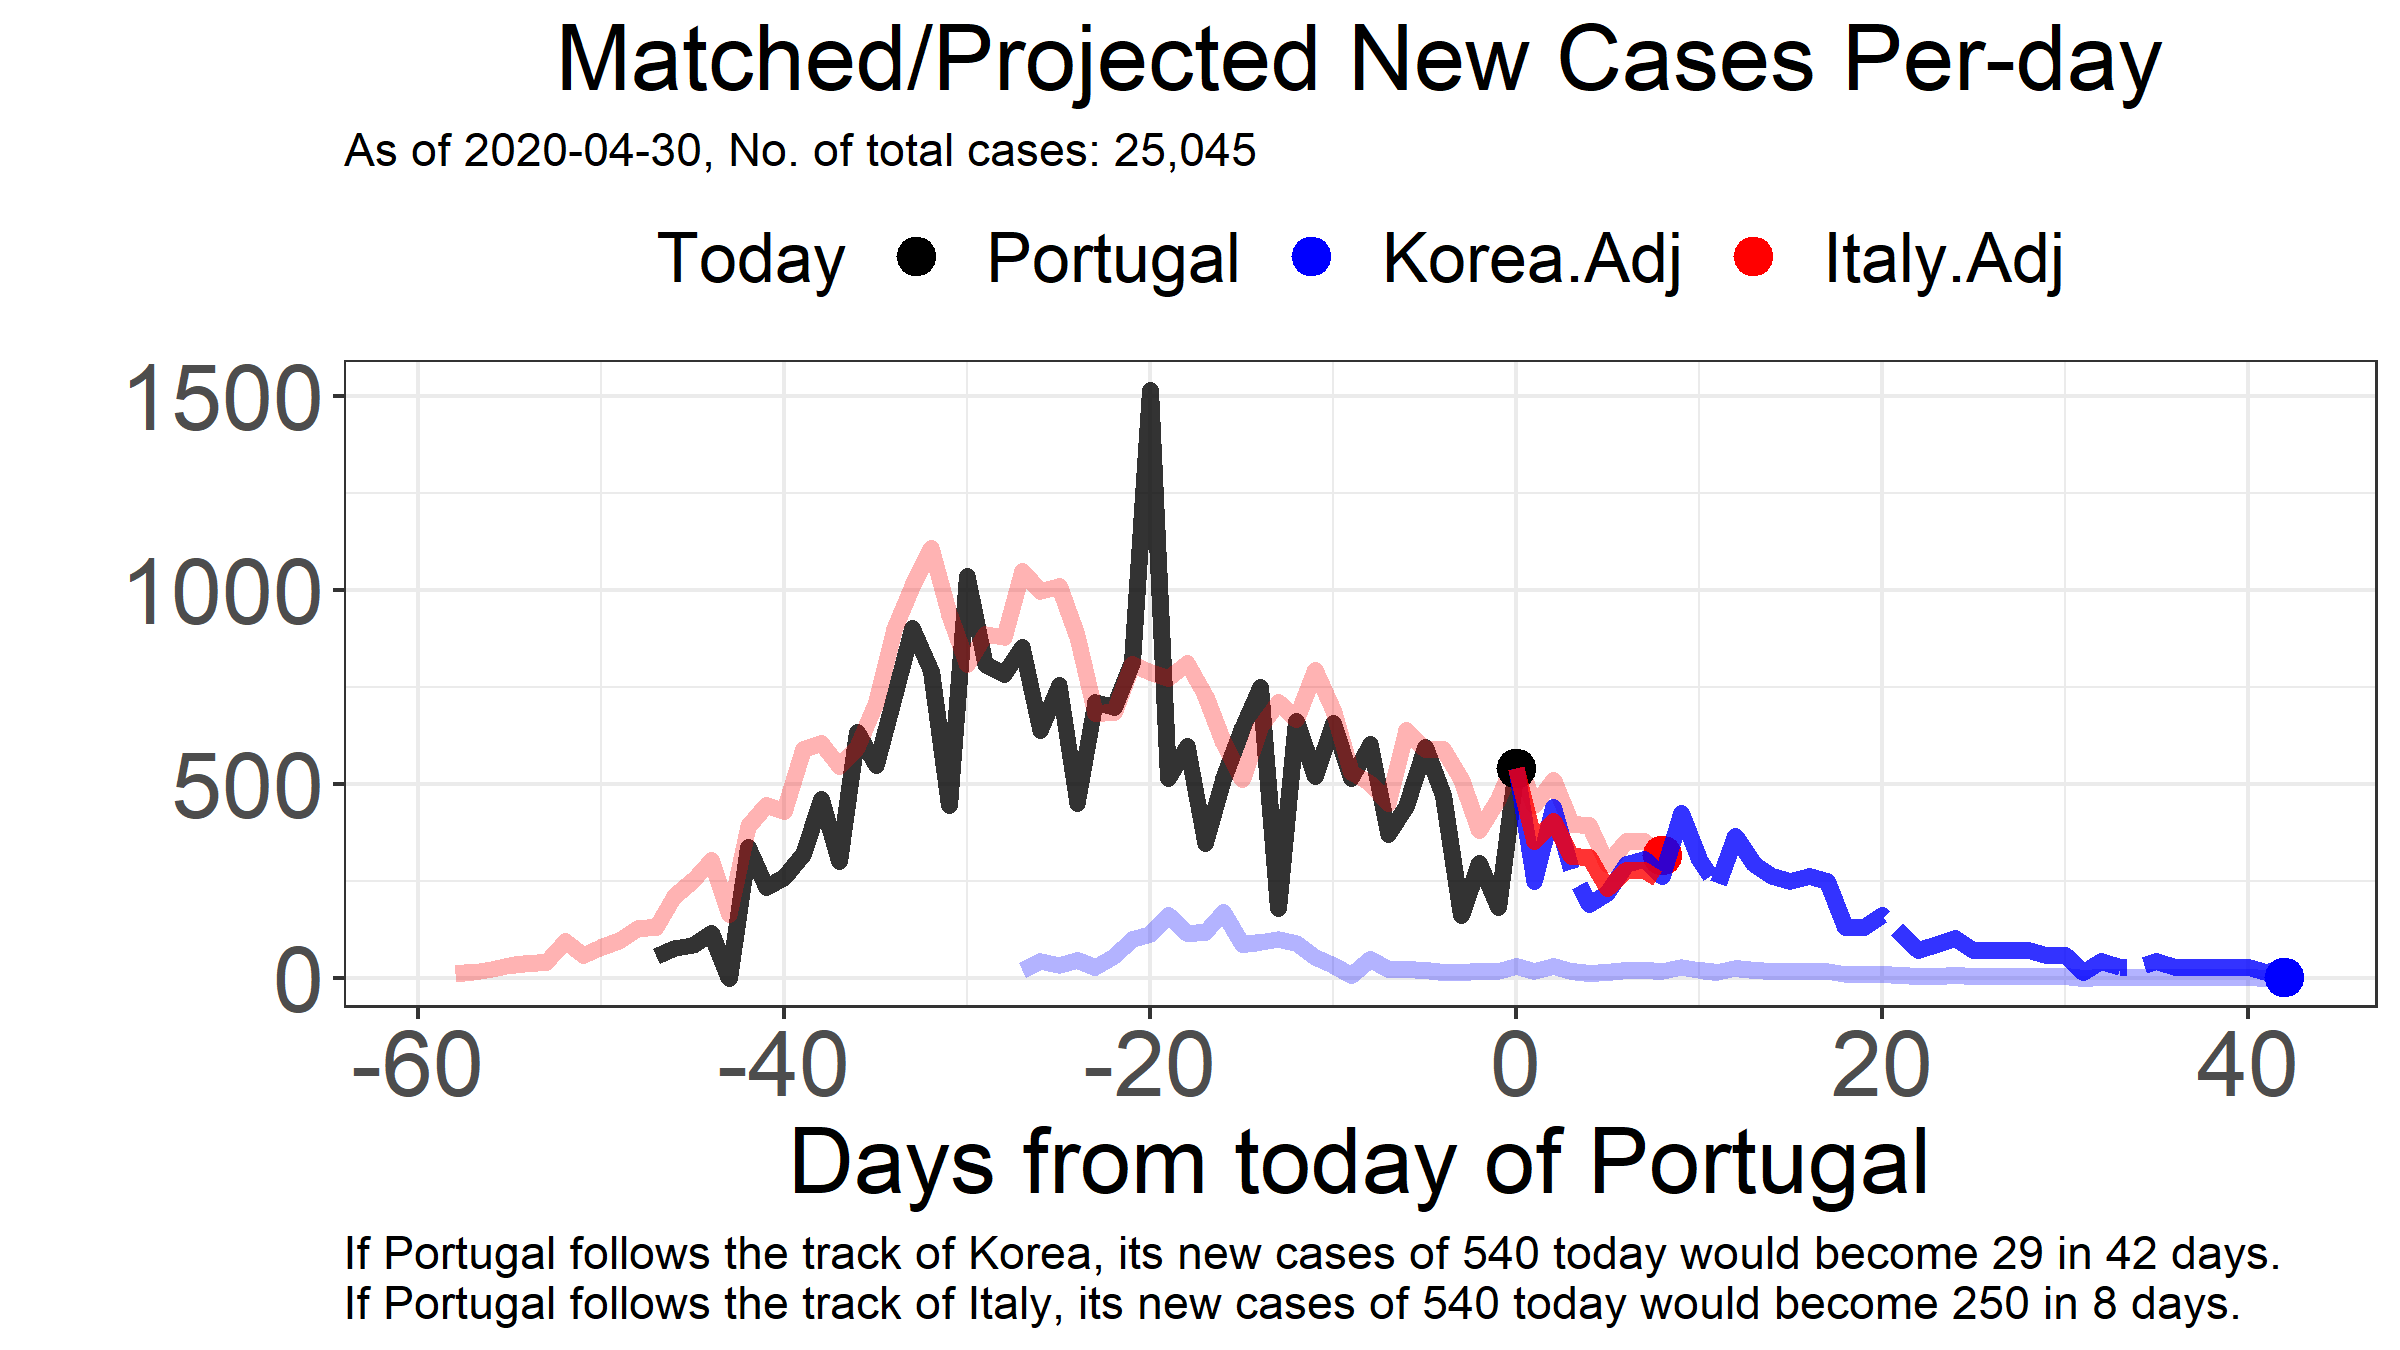 Matched/Projected New Cases Per-day
As of 2020-04-30, No. of total cases: 25,045
Today Portugal Korea.Adj Italy.Adj
1500
1000
500
0
-60 -40 -20 0 20 40
Days from today of Portugal
If Portugal follows the track of Korea, its new cases of 540 today would become 29 in 42 days.
If Portugal follows the track of Italy, its new cases of 540 today would become 250 in 8 days.